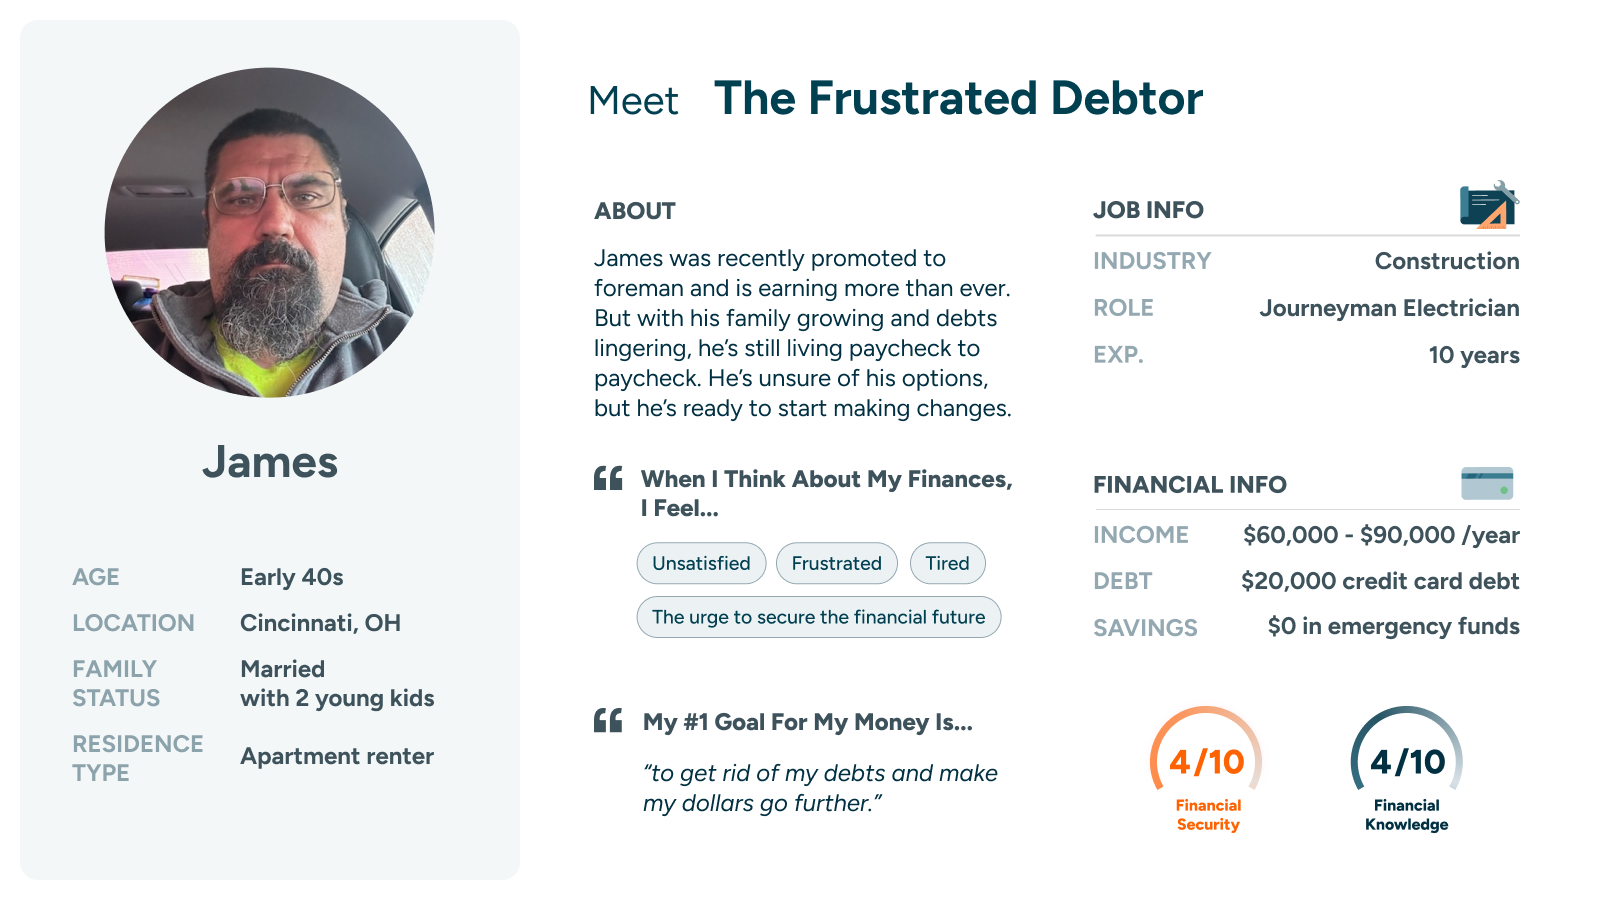 James
AGE Early 40s
LOCATION Cincinnati, OH
FAMILY STATUS Married
with 2 young kids
RESIDENCE TYPE Apartment renter
Meet The Frustrated Debtor
ABOUT
James was recently promoted to
foreman and is earning more than ever.
But with his family growing and debts
lingering, he’s still living paycheck to
paycheck. He’s unsure of his options,
but he’s ready to start making changes.
“ When I Think About My Finances,
I Feel...
Unsatisfied Frustrated Tired
The urge to secure the financial future
“ My #1 Goal For My Money Is...
“to get rid of my debts and make
my dollars go further.”
JOB INFO
INDUSTRY Construction
ROLE Journeyman Electrician
EXP. 10 years
FINANCIAL INFO
INCOME $60,000 - $90,000 /year
DEBT $20,000 credit card debt
SAVINGS $0 in emergency funds
4/10
Financial
Security
4/10
Financial
Knowledge